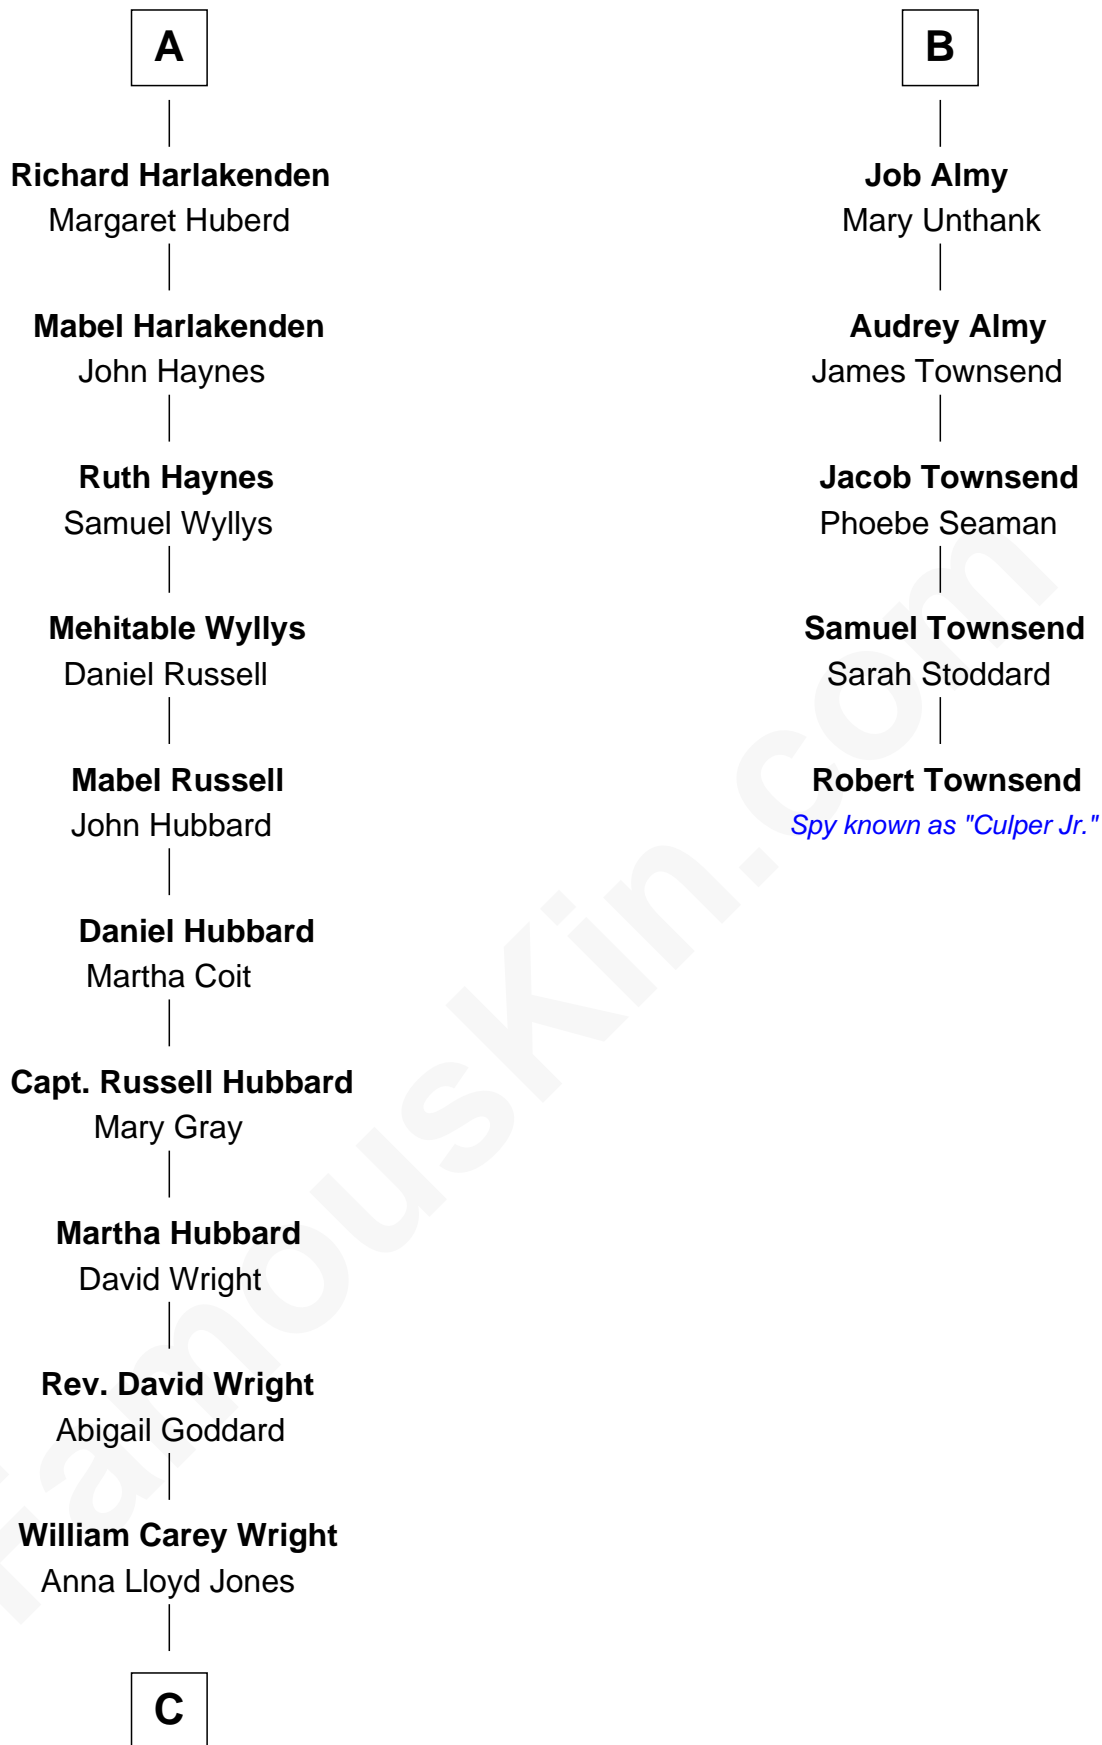 A
Richard Harlakenden
Margaret Huberd
Mabel Harlakenden
John Haynes
Ruth Haynes
Samuel Wyllys
Mehitable Wyllys
Daniel Russell
Mabel Russell
John Hubbard
Daniel Hubbard
Martha Coit
Capt. Russell Hubbard
Mary Gray
Martha Hubbard
David Wright
Rev. David Wright
Abigail Goddard
William Carey Wright
Anna Lloyd Jones
C
B
Job Almy
Mary Unthank
Audrey Almy
James Townsend
Jacob Townsend
Phoebe Seaman
Samuel Townsend
Sarah Stoddard
Robert Townsend
Spy known as "Culper Jr."
FamousKin.com